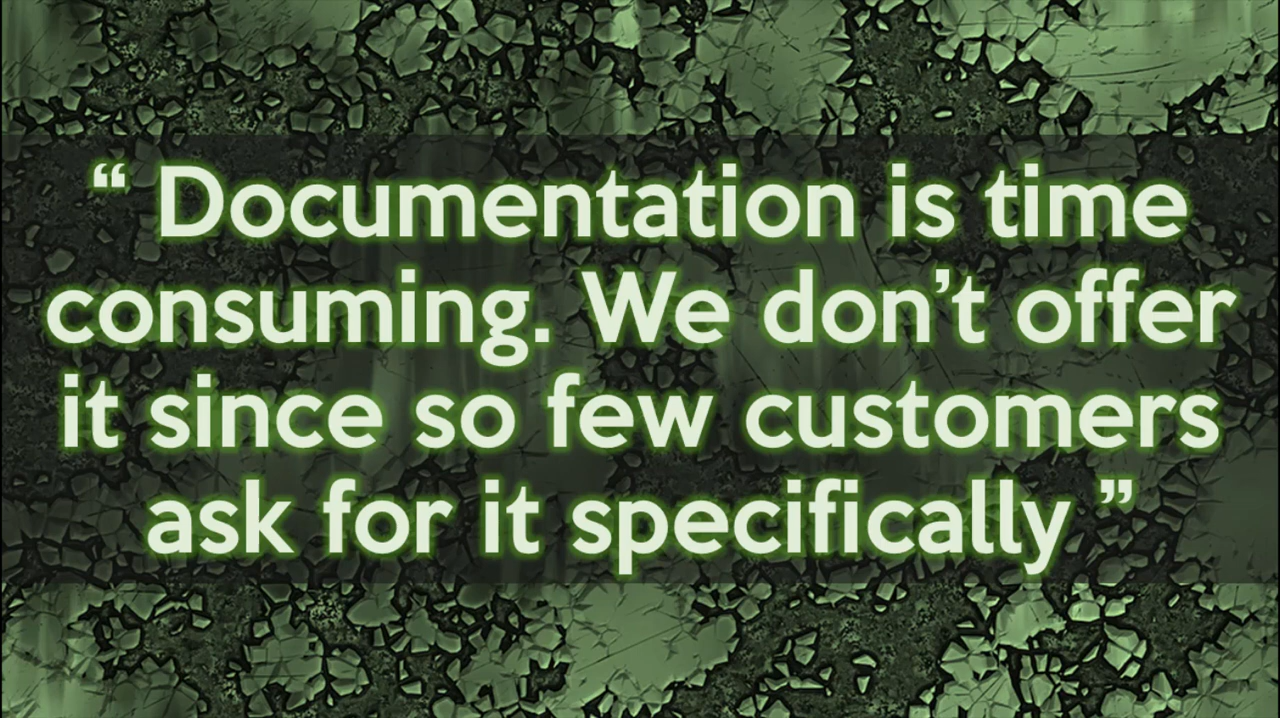 “ Documentation is time
consuming. We don’t offer
it since so few customers
ask for it specifically ”